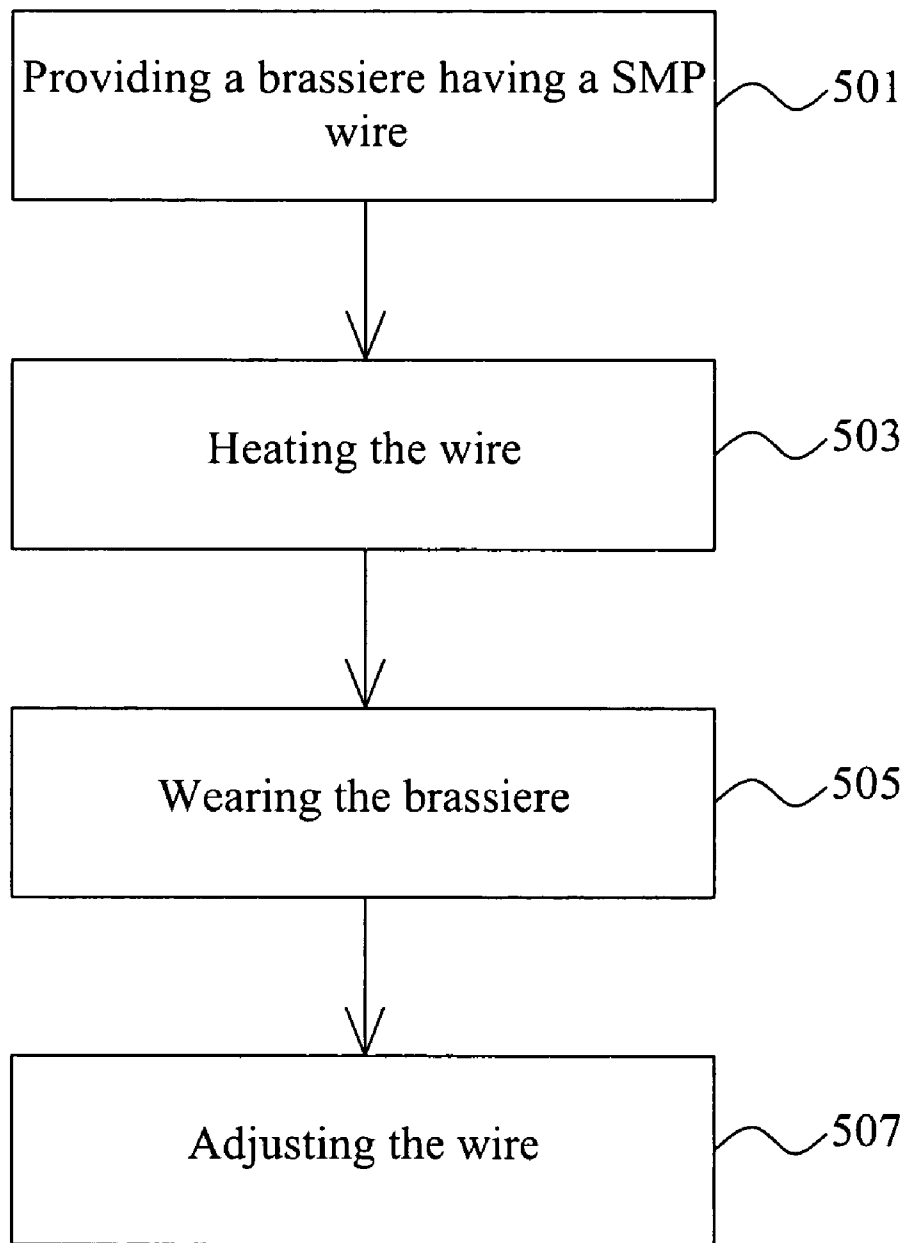 Providing a brassiere having a SMP
wire
501
Heating the wire
503
Wearing the brassiere
505
Adjusting the wire
507